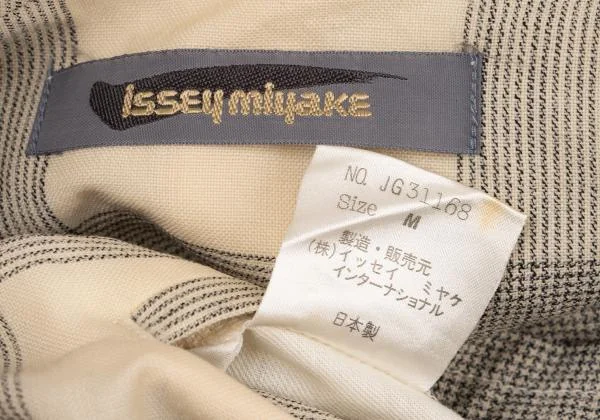 ISSEY MIYAKE
NO. JG31168
Size M
製造・販売元
(株)イッセイ ミヤケ
インターナショナル
日本製